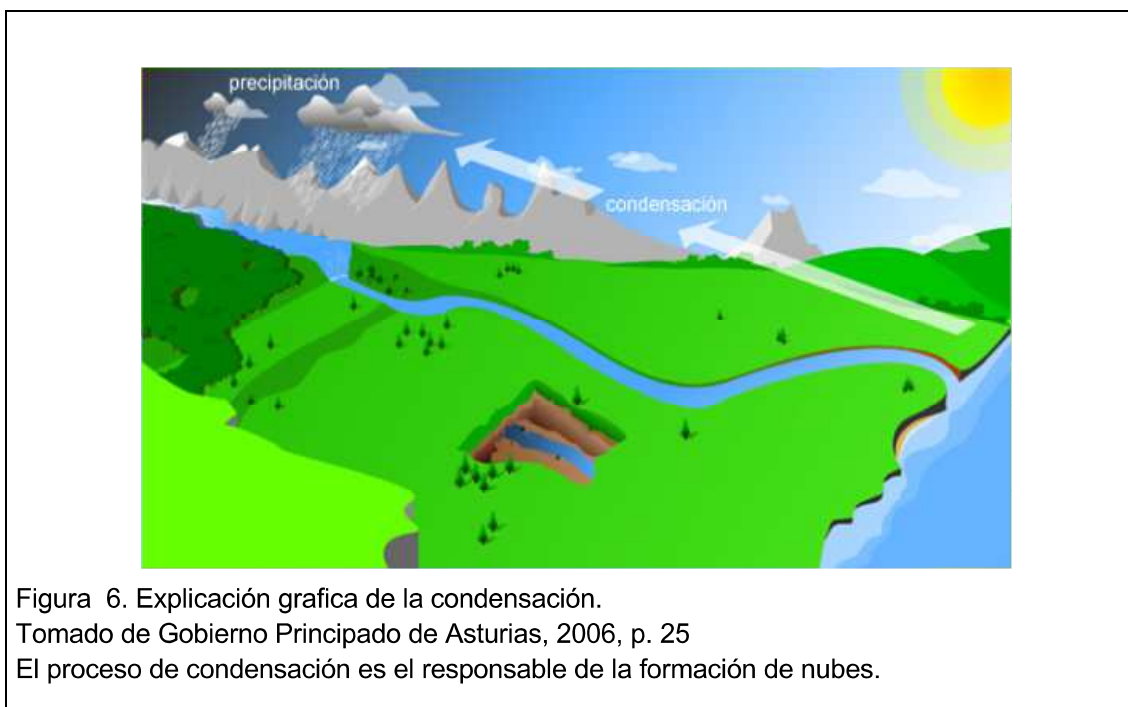 precipitación
condensación
Figura 6. Explicación grafica de la condensación.
Tomado de Gobierno Principado de Asturias, 2006, p. 25
El proceso de condensación es el responsable de la formación de nubes.